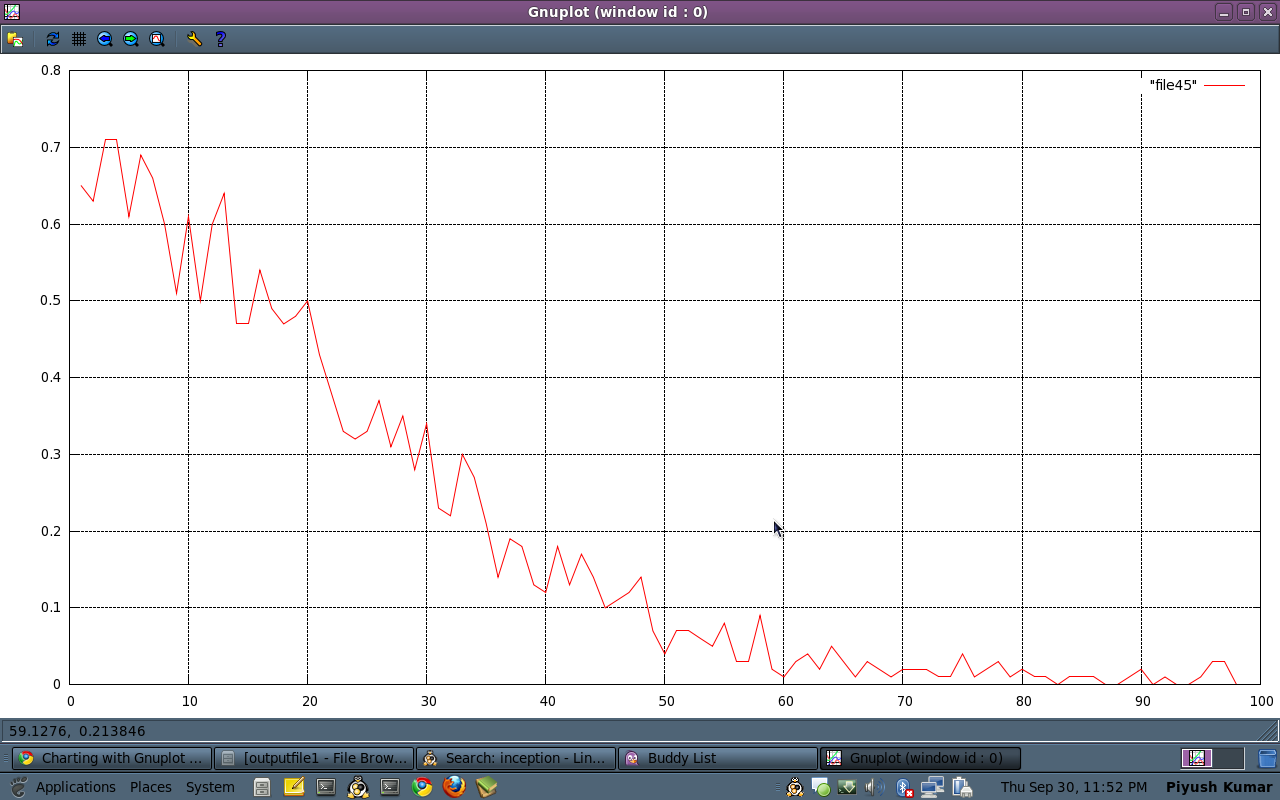 Gnuplot (window id : 0)
?
0.8
"file45"
0.7
0.6
0.5
0.4
0.3
0.2
0.1
0
0 10 20 30 40 50 60 70 80 90 100
59.1276, 0.213846
Charting with Gnuplot ... [outputfile1 - File Brow... Search: inception - Lin... Buddy List Gnuplot (window id : 0)
Applications Places System Thu Sep 30, 11:52 PM Piyush Kumar